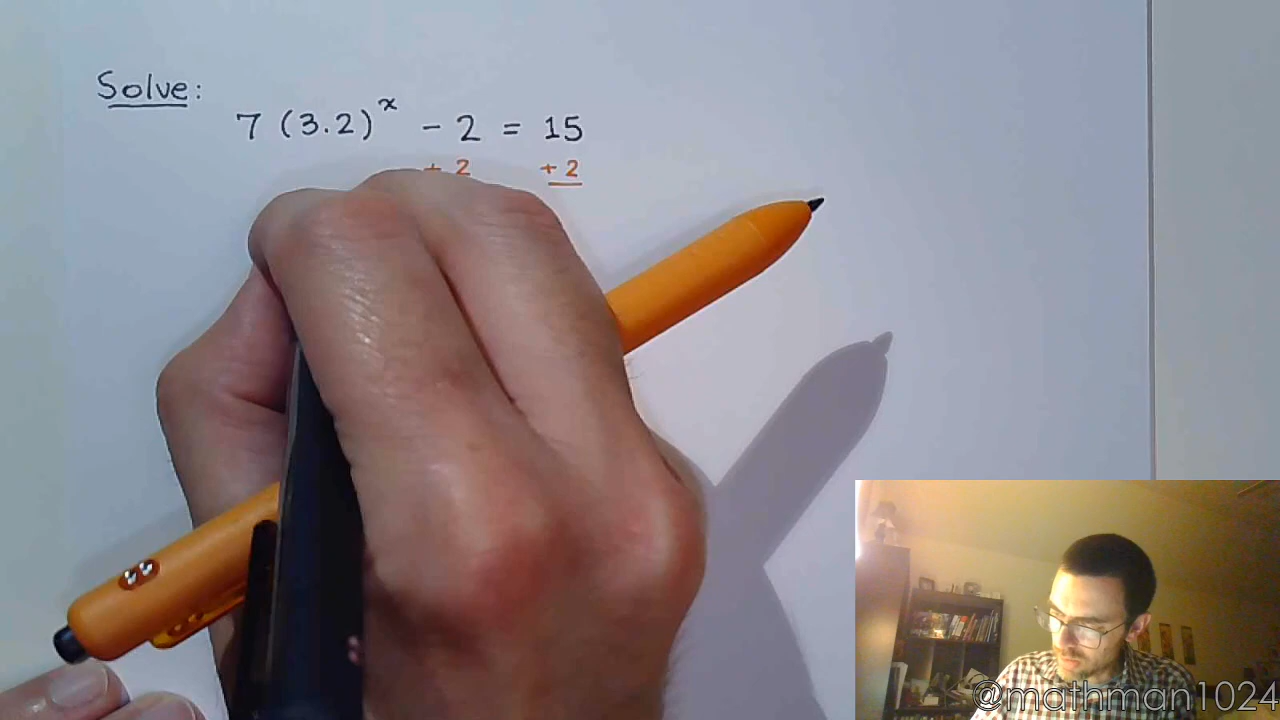 Solve:
7 (3.2)^x - 2 = 15
+ 2 + 2
@mathman1024